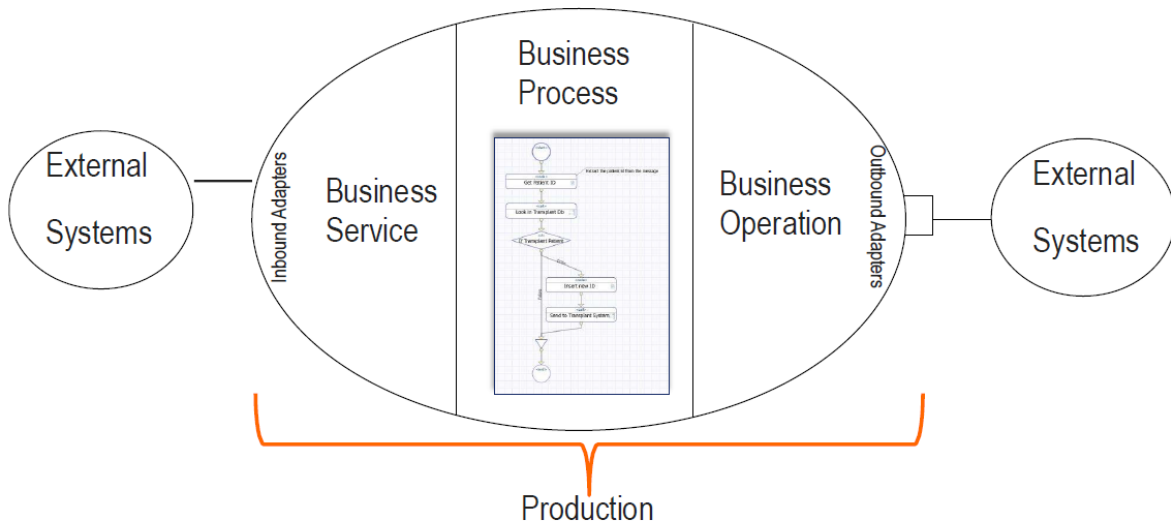 External
Systems
Inbound Adapters
Business
Service
Business
Process
Get Patient ID
Look in Transplant Db
Insert new ID
Send to Transplant System
Business
Operation
Outbound Adapters
External
Systems
Production